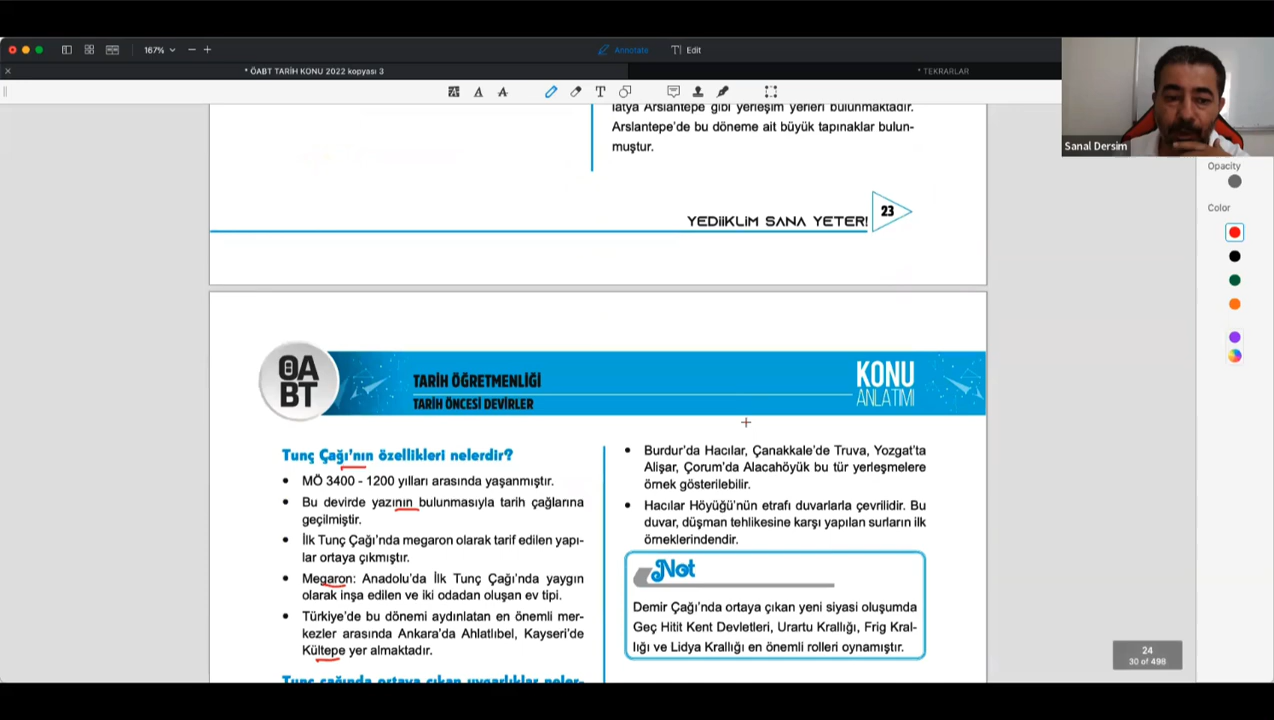 167%
Annotate
Edit
* ÖABT TARİH KONU 2022 kopyası 3
* TEKRARLAR
Sanal Dersim
Opacity
Color
latya Arslantepe gibi yerleşim yerleri bulunmaktadır.
Arslantepe'de bu döneme ait büyük tapınaklar bulun-
muştur.
YEDİİKLİM SANA YETER!
23
ÖA
BT
TARİH ÖĞRETMENLİĞİ
TARİH ÖNCESİ DEVİRLER
KONU
ANLATIMI
Tunç Çağı'nın özellikleri nelerdir?
• MÖ 3400 - 1200 yılları arasında yaşanmıştır.
• Bu devirde yazının bulunmasıyla tarih çağlarına
geçilmiştir.
• İlk Tunç Çağı'nda megaron olarak tarif edilen yapı-
lar ortaya çıkmıştır.
• Megaron: Anadolu'da İlk Tunç Çağı'nda yaygın
olarak inşa edilen ve iki odadan oluşan ev tipi.
• Türkiye'de bu dönemi aydınlatan en önemli mer-
kezler arasında Ankara'da Ahlatlıbel, Kayseri'de
Kültepe yer almaktadır.
Tunç çağında ortaya çıkan uygarlıklar neler-
• Burdur'da Hacılar, Çanakkale'de Truva, Yozgat'ta
Alişar, Çorum'da Alacahöyük bu tür yerleşmelere
örnek gösterilebilir.
• Hacılar Höyüğü'nün etrafı duvarlarla çevrilidir. Bu
duvar, düşman tehlikesine karşı yapılan surların ilk
örneklerindendir.
Not
Demir Çağı'nda ortaya çıkan yeni siyasi oluşumda
Geç Hitit Kent Devletleri, Urartu Krallığı, Frig Kral-
lığı ve Lidya Krallığı en önemli rolleri oynamıştır.
24
30 of 498